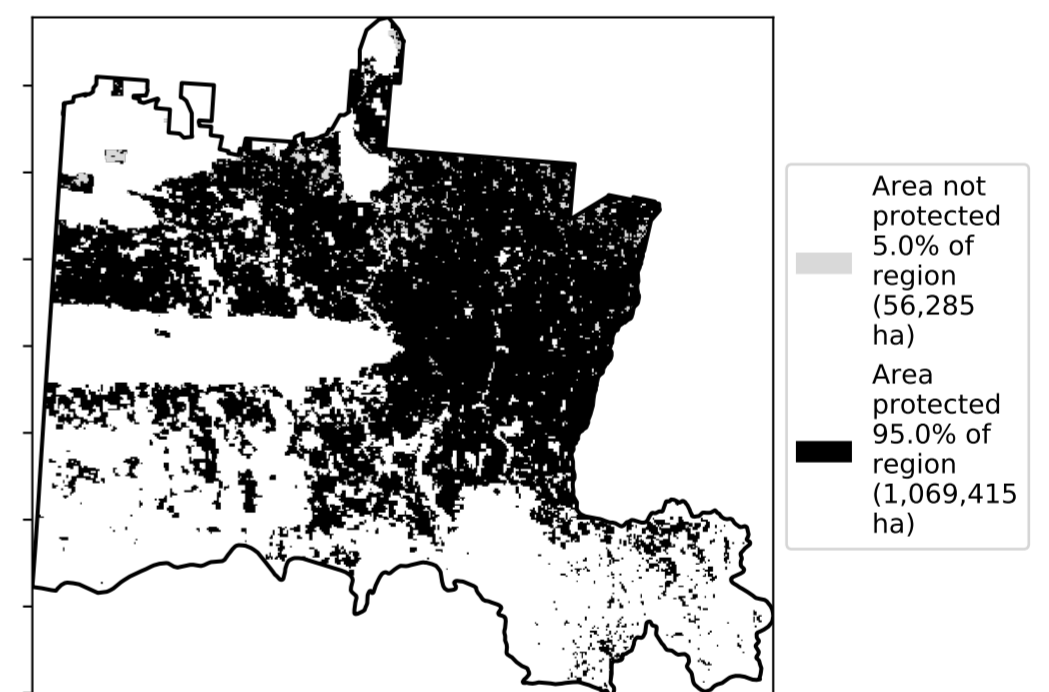 Area not
protected
5.0% of
region
(56,285
ha)
Area
protected
95.0% of
region
(1,069,415
ha)